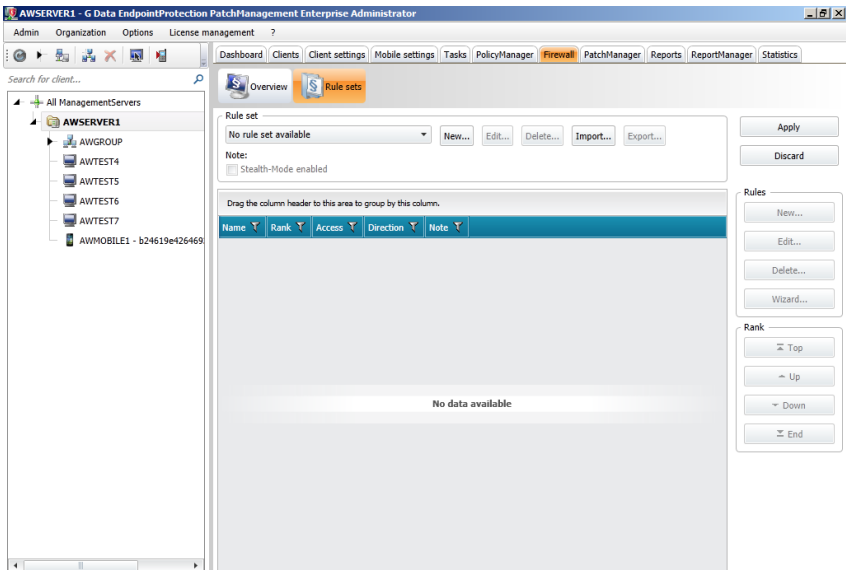 AWSERVER1 - G Data EndpointProtection PatchManagement Enterprise Administrator
Admin Organization Options License management ?
Dashboard Clients Client settings Mobile settings Tasks PolicyManager Firewall PatchManager Reports ReportManager Statistics
Search for client...
Overview Rule sets
All ManagementServers
AWSERVER1
AWGROUP
AWTEST4
AWTEST5
AWTEST6
AWTEST7
AWMOBILE1 - b24619e426469
Rule set
No rule set available New... Edit... Delete... Import... Export...
Note:
Stealth-Mode enabled
Apply
Discard
Drag the column header to this area to group by this column.
Name Rank Access Direction Note
No data available
Rules
New...
Edit...
Delete...
Wizard...
Rank
Top
Up
Down
End